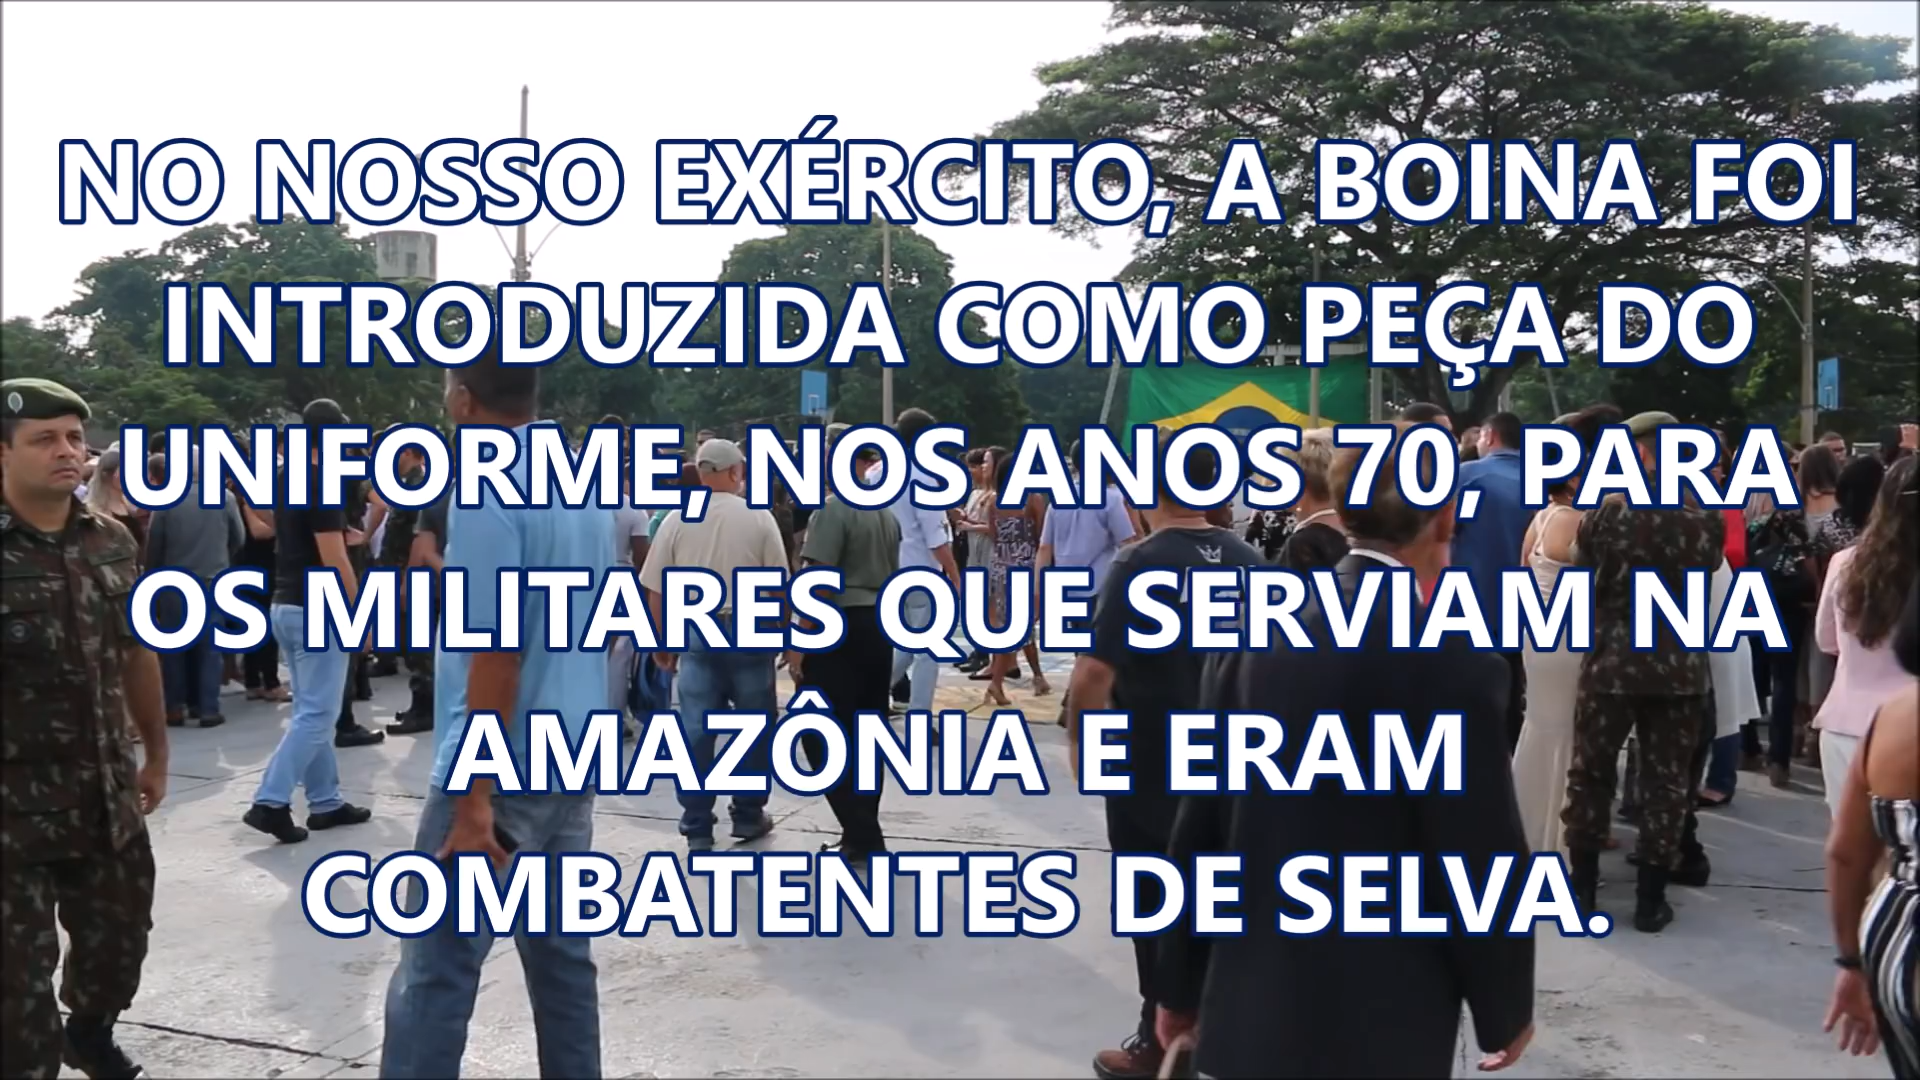 NO NOSSO EXÉRCITO, A BOINA FOI
INTRODUZIDA COMO PEÇA DO
UNIFORME, NOS ANOS 70, PARA
OS MILITARES QUE SERVIAM NA
AMAZÔNIA E ERAM
COMBATENTES DE SELVA.